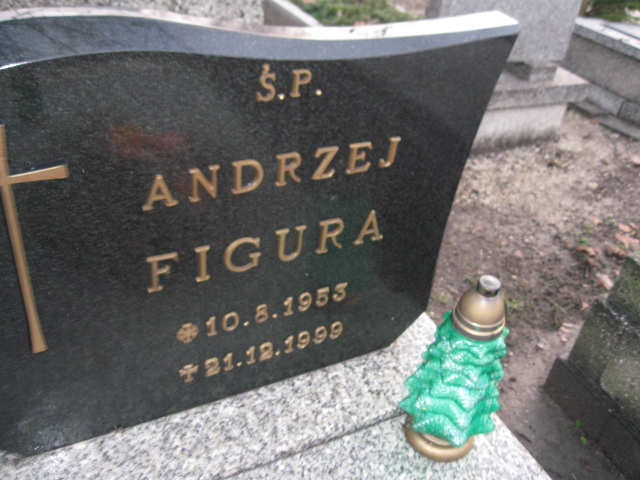 Ś.P.
ANDRZEJ
FIGURA
10.8.1953
21.12.1999